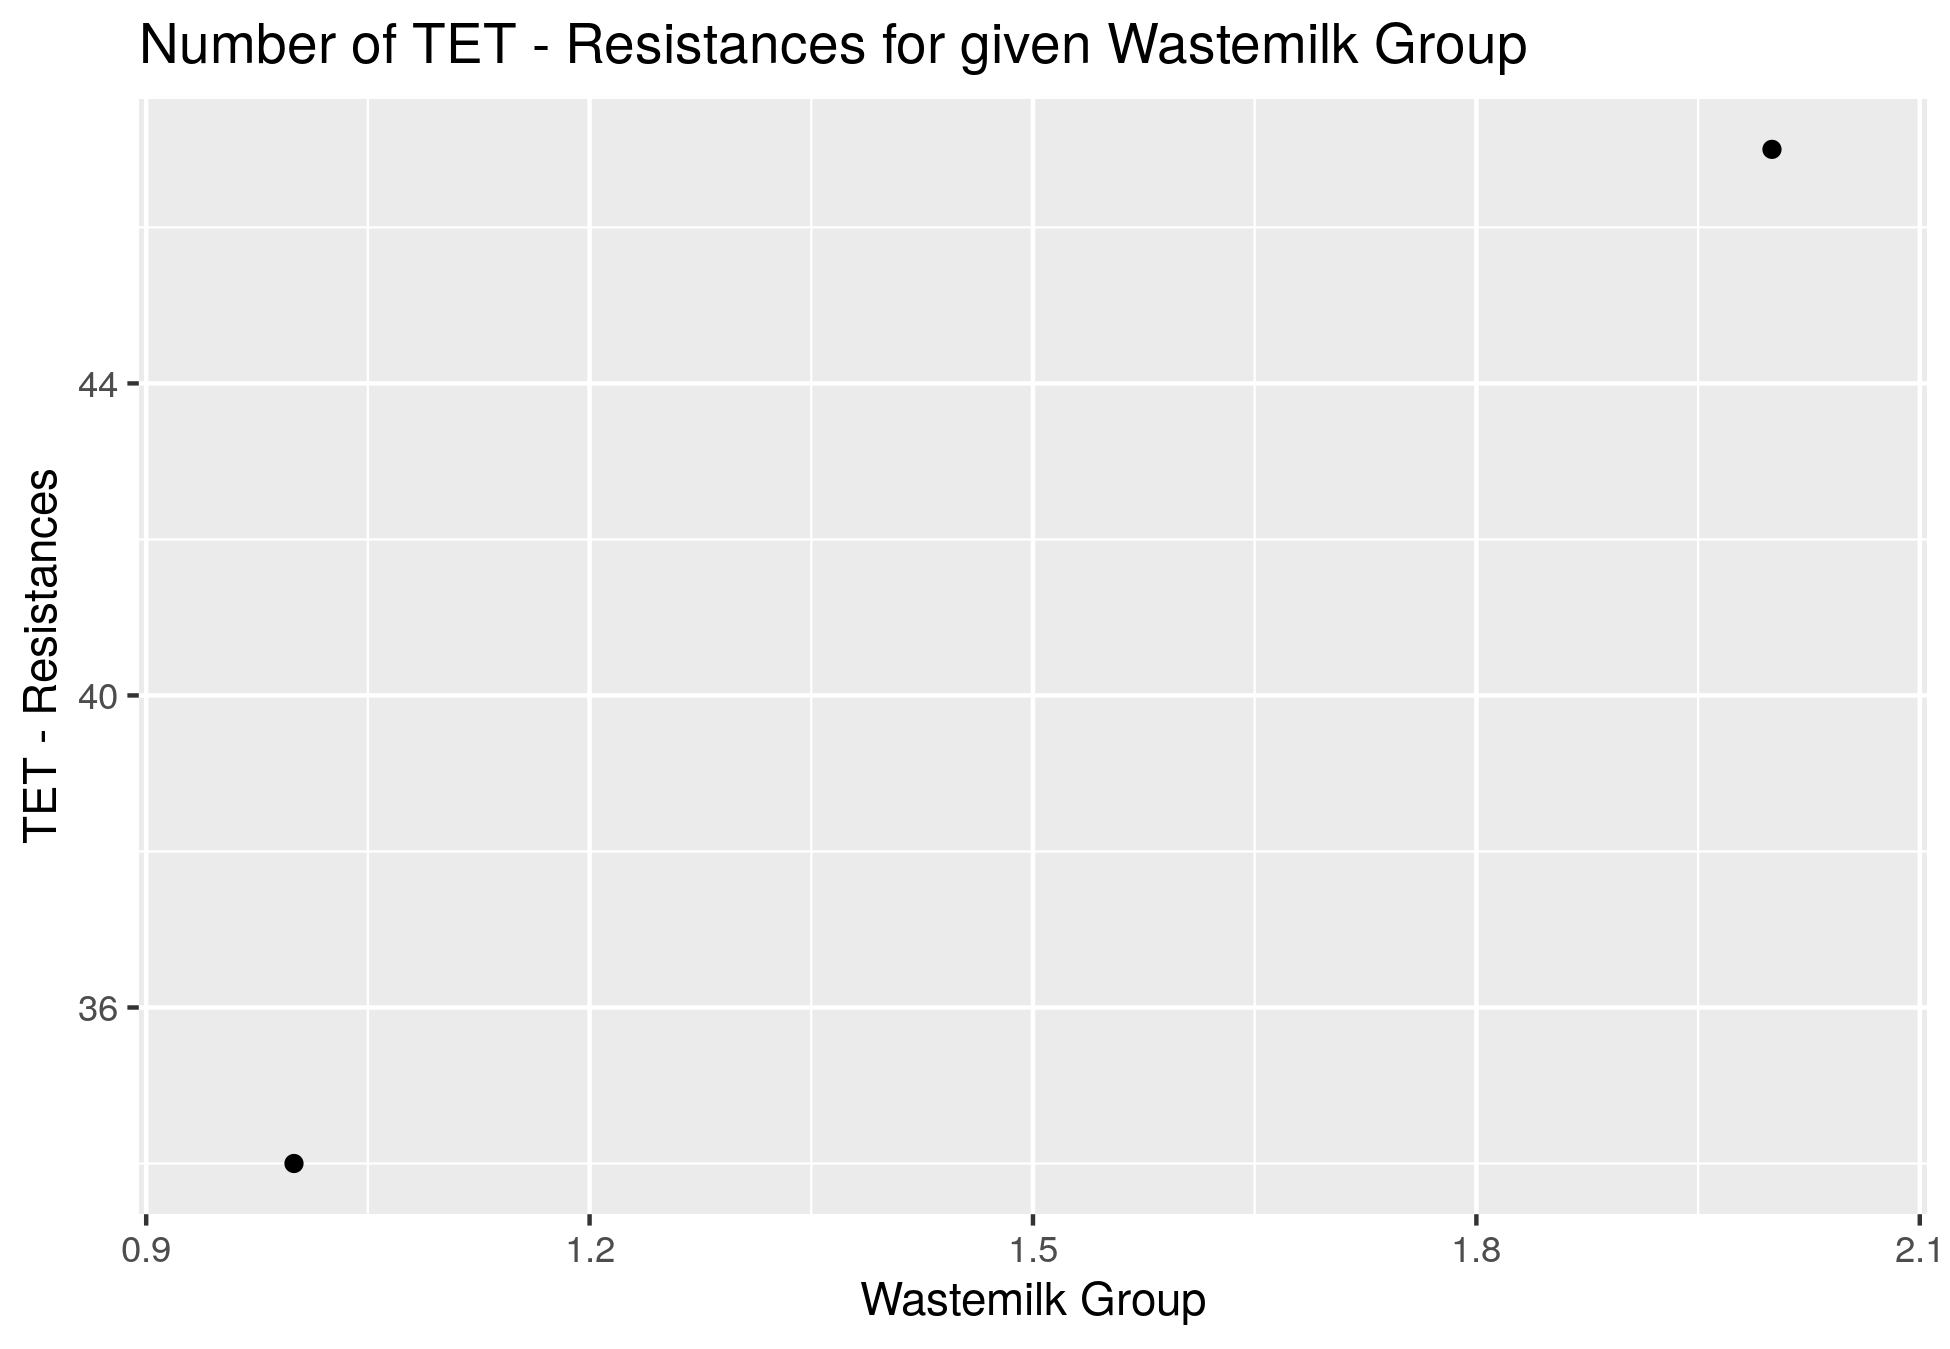 Number of TET - Resistances for given Wastemilk Group
TET - Resistances
44
40
36
0.9 1.2 1.5 1.8 2.1
Wastemilk Group